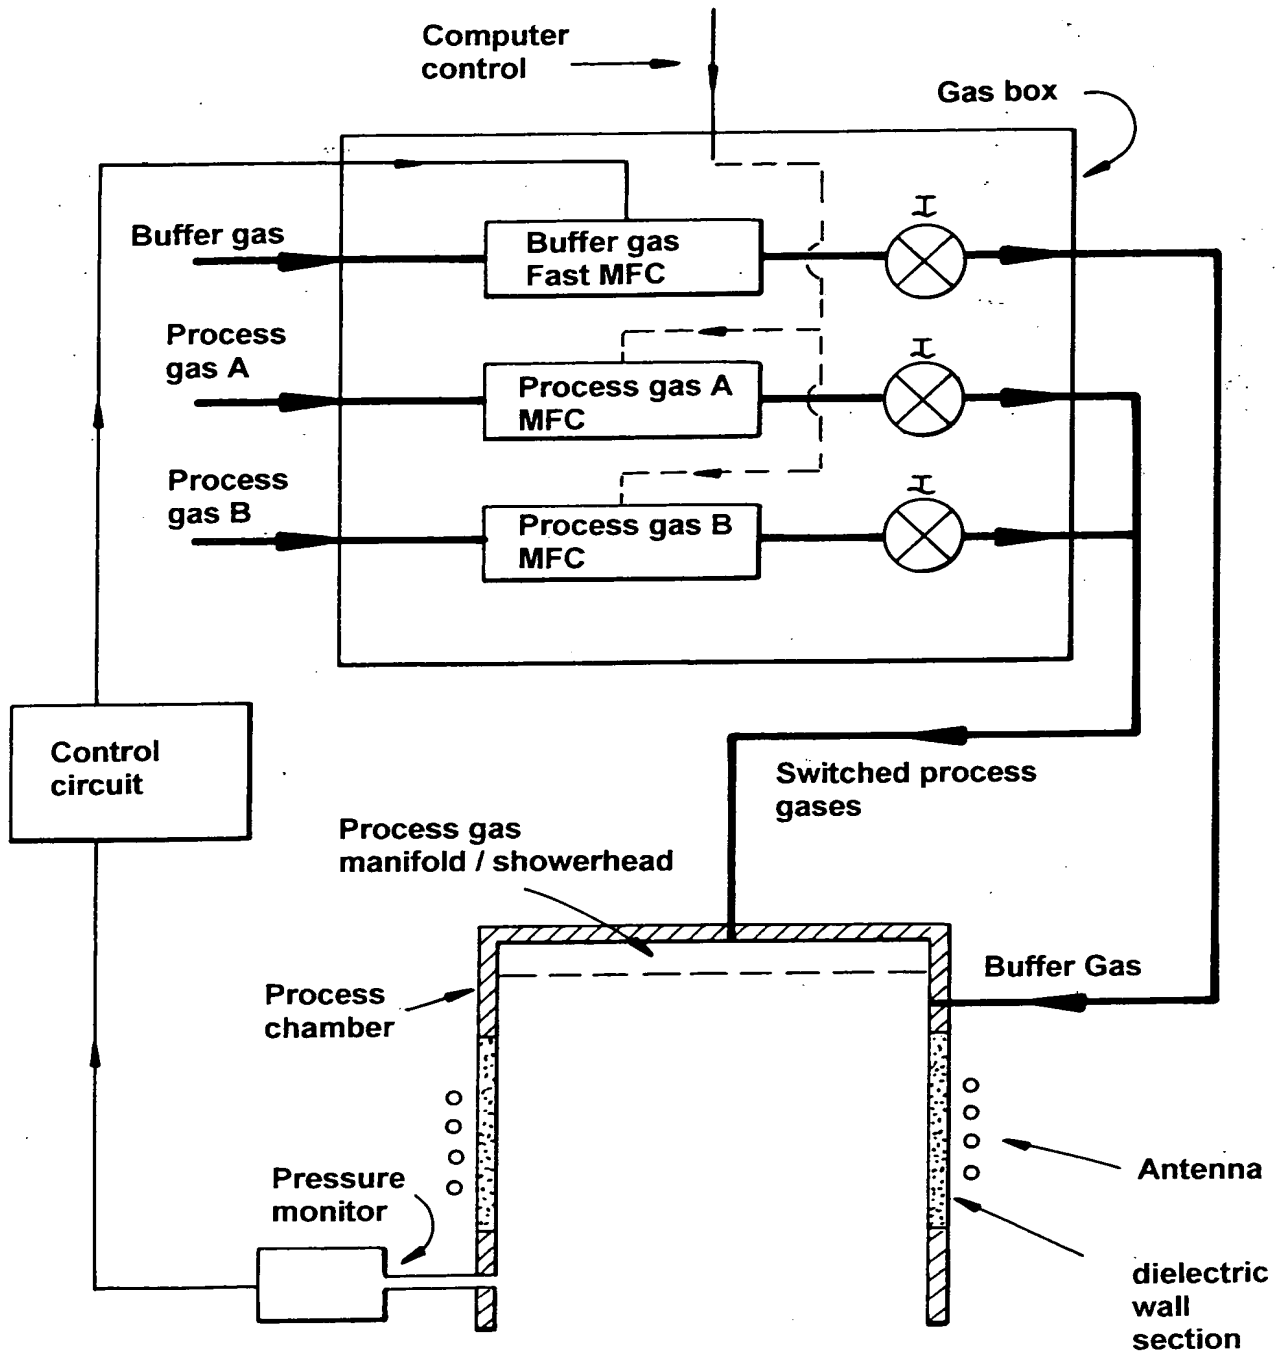 Computer
control
Gas box
I
Buffer gas
Buffer gas
Fast MFC
Process
gas A
I
Process gas A
MFC
Process
gas B
I
Process gas B
MFC
Control
circuit
Switched process
gases
Process gas
manifold / showerhead
Buffer Gas
Process
chamber
Pressure
monitor
Antenna
dielectric
wall
section